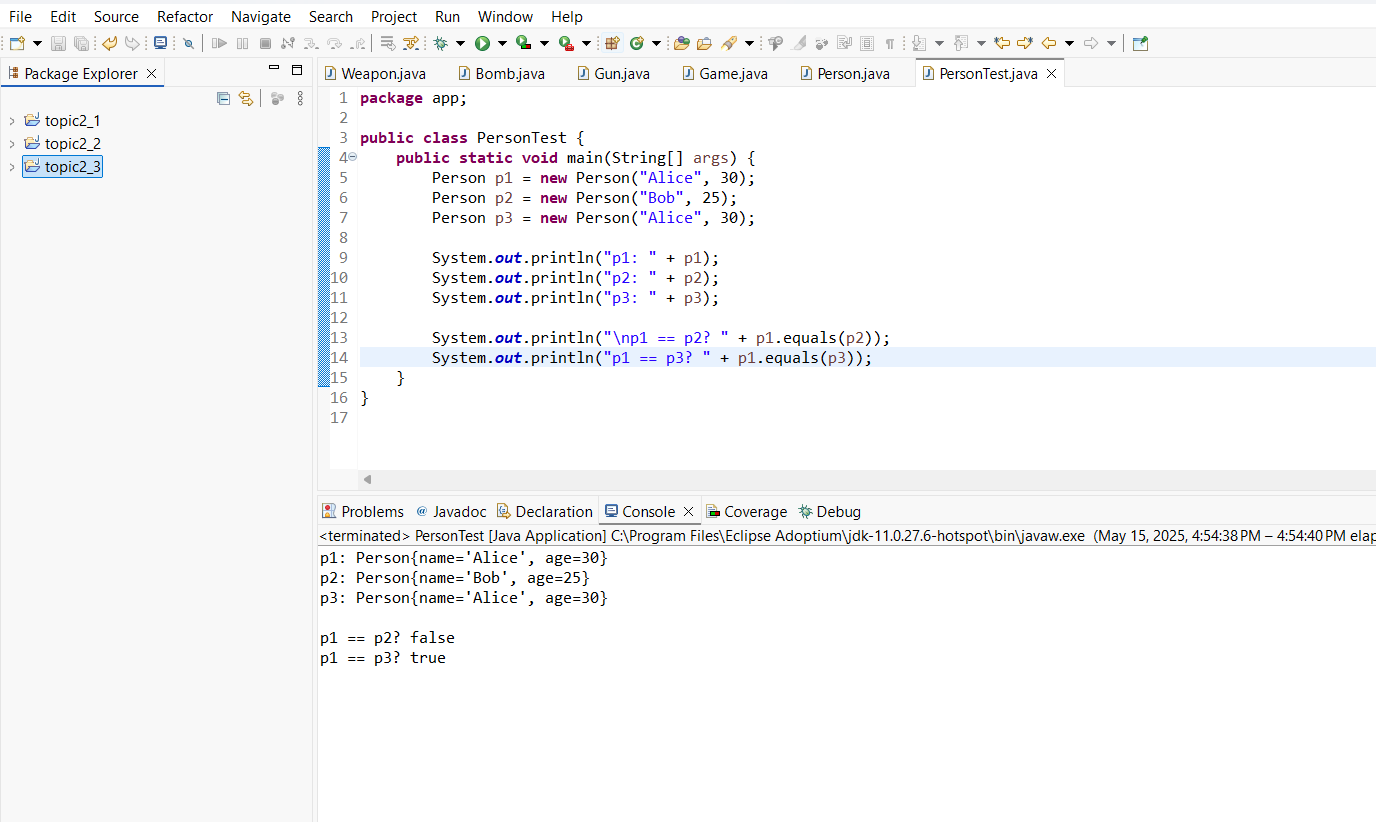 File Edit Source Refactor Navigate Search Project Run Window Help
Package Explorer
topic2_1
topic2_2
topic2_3
Weapon.java Bomb.java Gun.java Game.java Person.java PersonTest.java
1 package app;
2
3 public class PersonTest {
4     public static void main(String[] args) {
5         Person p1 = new Person("Alice", 30);
6         Person p2 = new Person("Bob", 25);
7         Person p3 = new Person("Alice", 30);
8
9         System.out.println("p1: " + p1);
10         System.out.println("p2: " + p2);
11         System.out.println("p3: " + p3);
12
13         System.out.println("\np1 == p2? " + p1.equals(p2));
14         System.out.println("p1 == p3? " + p1.equals(p3));
15     }
16 }
17
Problems Javadoc Declaration Console Coverage Debug
<terminated> PersonTest [Java Application] C:\Program Files\Eclipse Adoptium\jdk-11.0.27.6-hotspot\bin\javaw.exe (May 15, 2025, 4:54:38 PM – 4:54:40 PM elap
p1: Person{name='Alice', age=30}
p2: Person{name='Bob', age=25}
p3: Person{name='Alice', age=30}
p1 == p2? false
p1 == p3? true